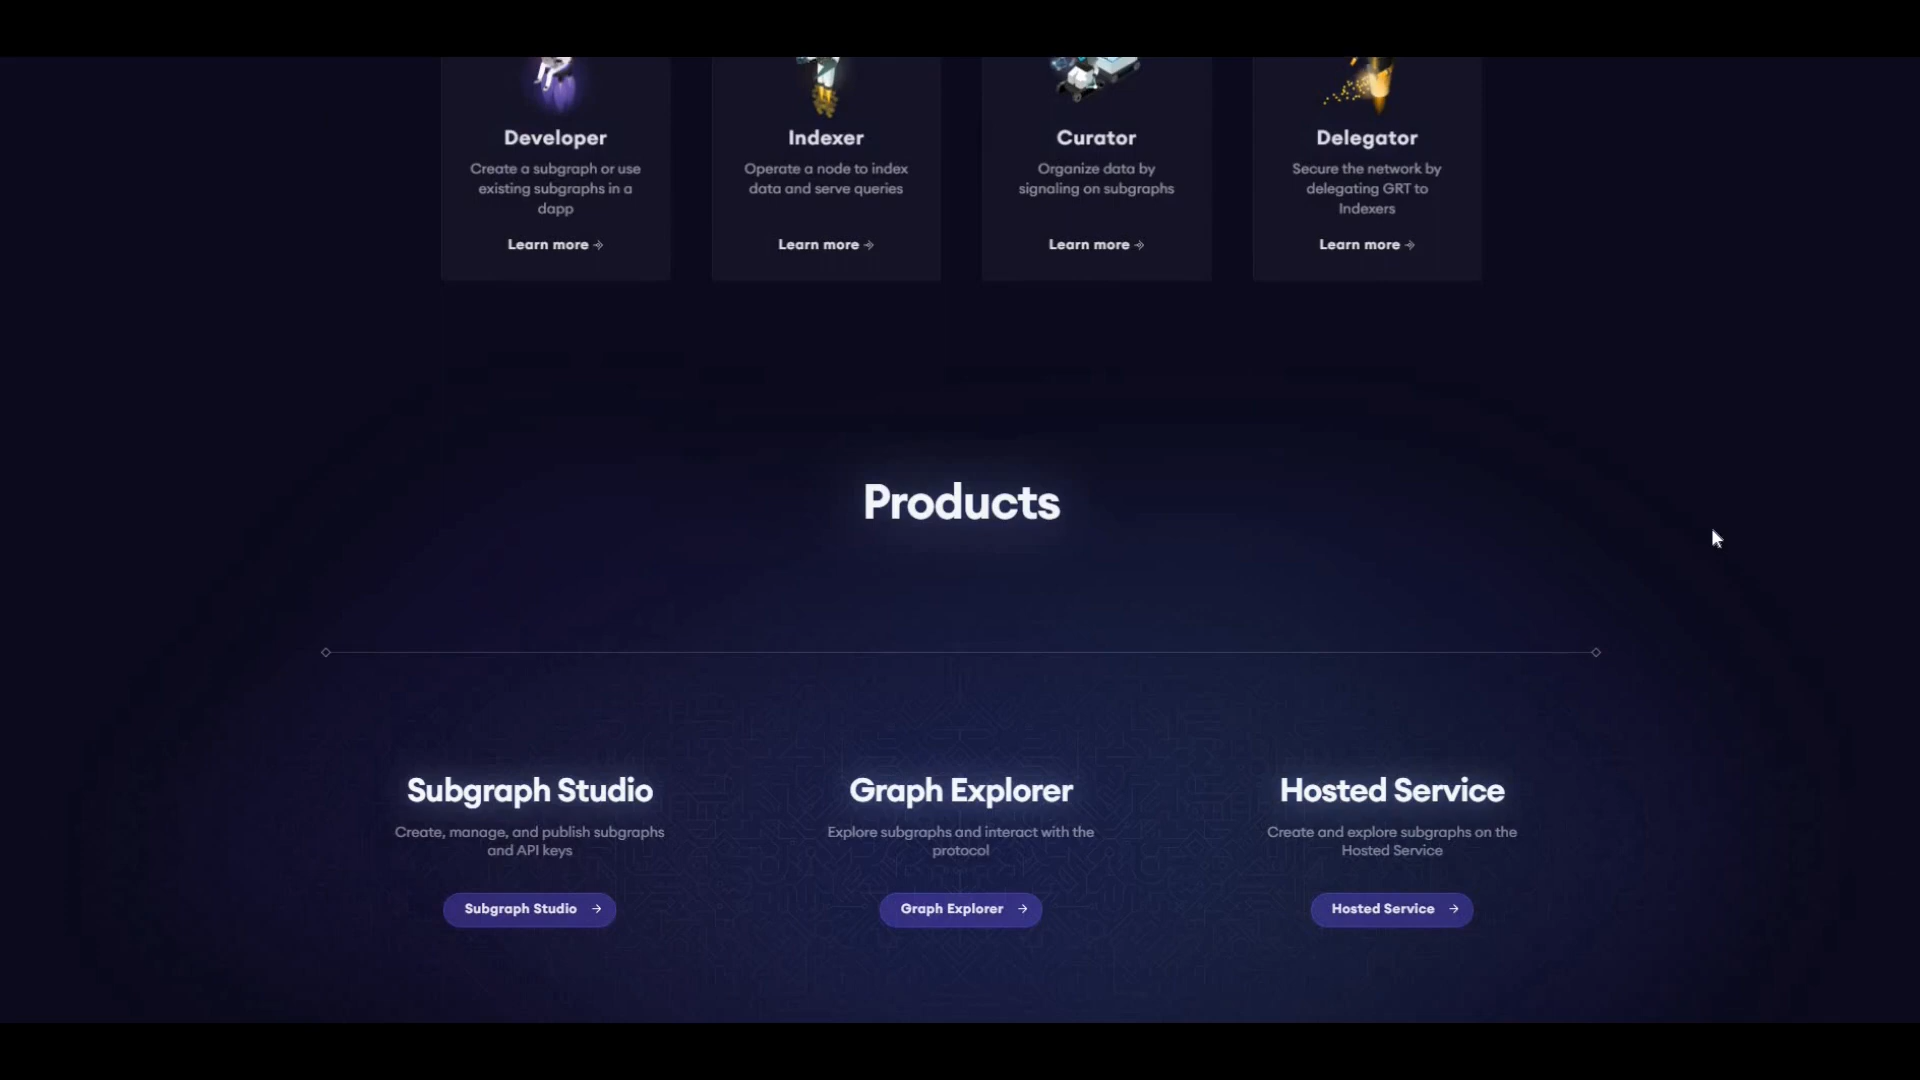 Developer
Create a subgraph or use
existing subgraphs in a
dapp
Learn more
Indexer
Operate a node to index
data and serve queries
Learn more
Curator
Organize data by
signaling on subgraphs
Learn more
Delegator
Secure the network by
delegating GRT to
Indexers
Learn more
Products
Subgraph Studio
Create, manage, and publish subgraphs
and API keys
Subgraph Studio
Graph Explorer
Explore subgraphs and interact with the
protocol
Graph Explorer
Hosted Service
Create and explore subgraphs on the
Hosted Service
Hosted Service